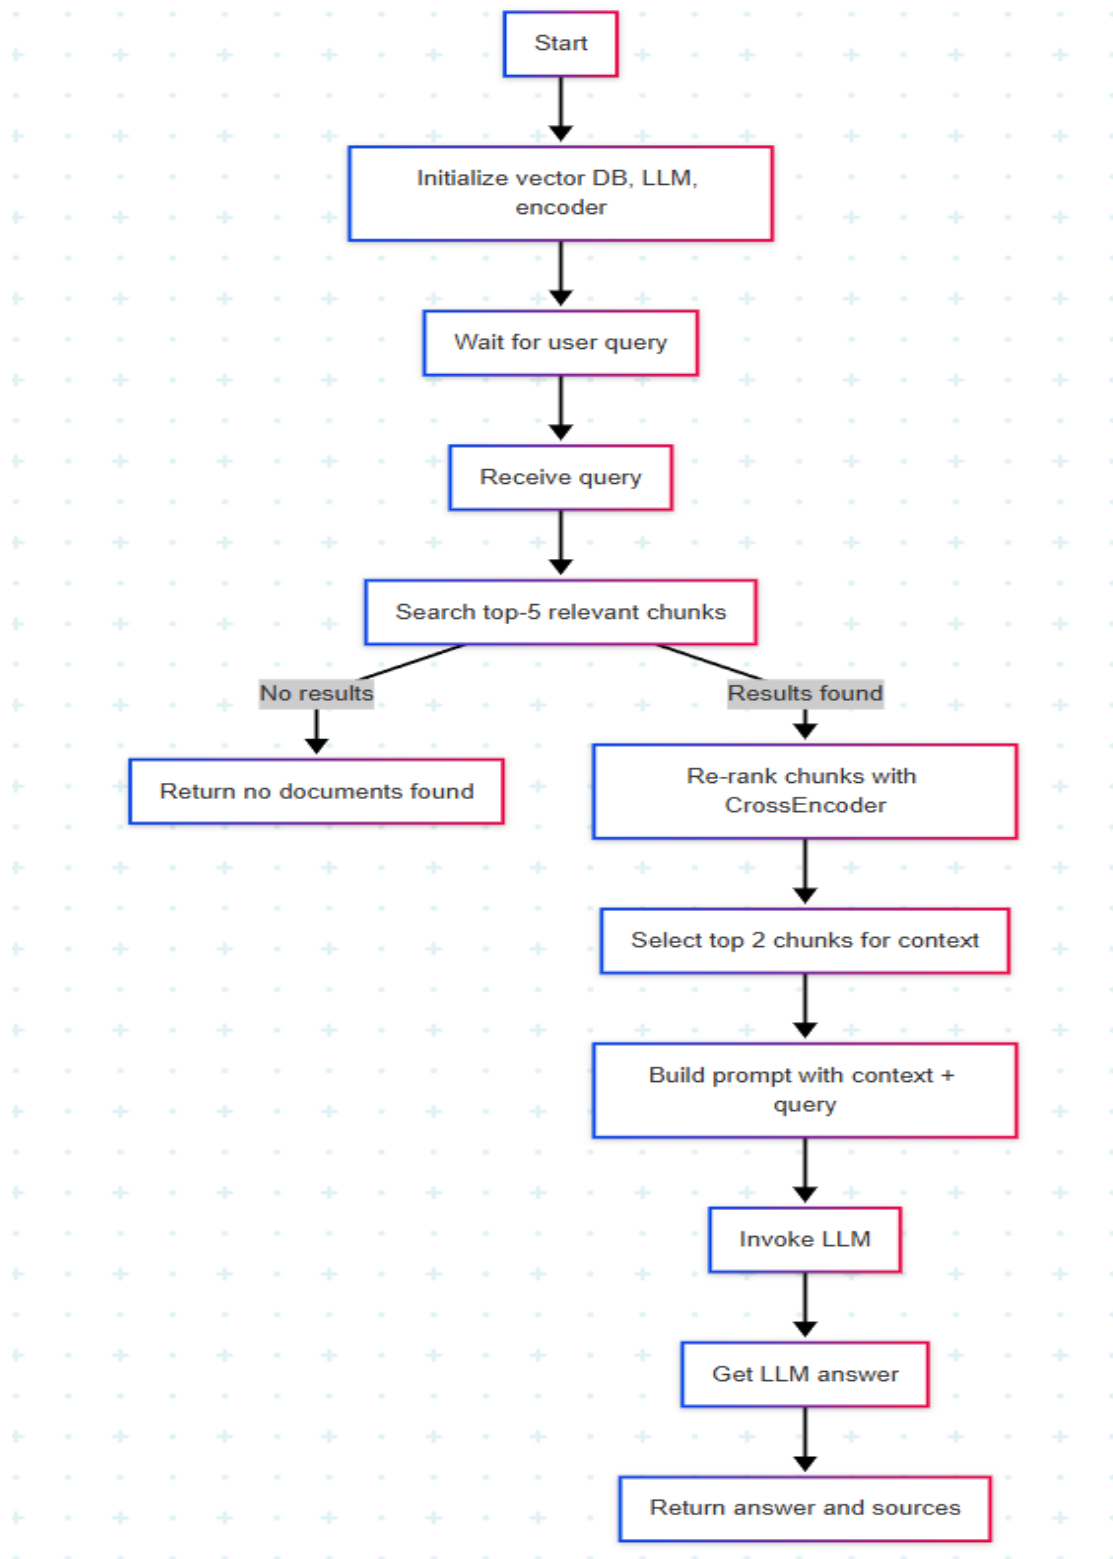 Start
Initialize vector DB, LLM,
encoder
Wait for user query
Receive query
Search top-5 relevant chunks
No results
Results found
Return no documents found
Re-rank chunks with
CrossEncoder
Select top 2 chunks for context
Build prompt with context +
query
Invoke LLM
Get LLM answer
Return answer and sources